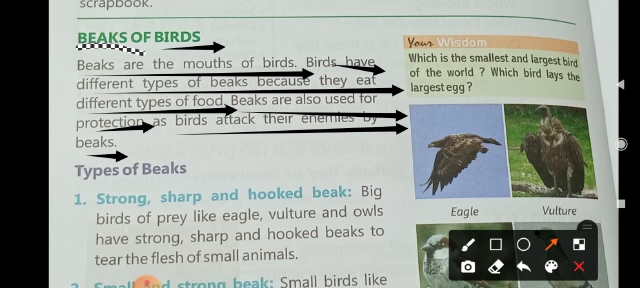 scrapbook.
BEAKS OF BIRDS
Beaks are the mouths of birds. Birds have
different types of beaks because they eat
different types of food. Beaks are also used for
protection as birds attack their enemies by
beaks.
Types of Beaks
1. Strong, sharp and hooked beak: Big
birds of prey like eagle, vulture and owls
have strong, sharp and hooked beaks to
tear the flesh of small animals.
2. Small and strong beak: Small birds like
Your Wisdom
Which is the smallest and largest bird
of the world ? Which bird lays the
largest egg ?
Eagle
Vulture